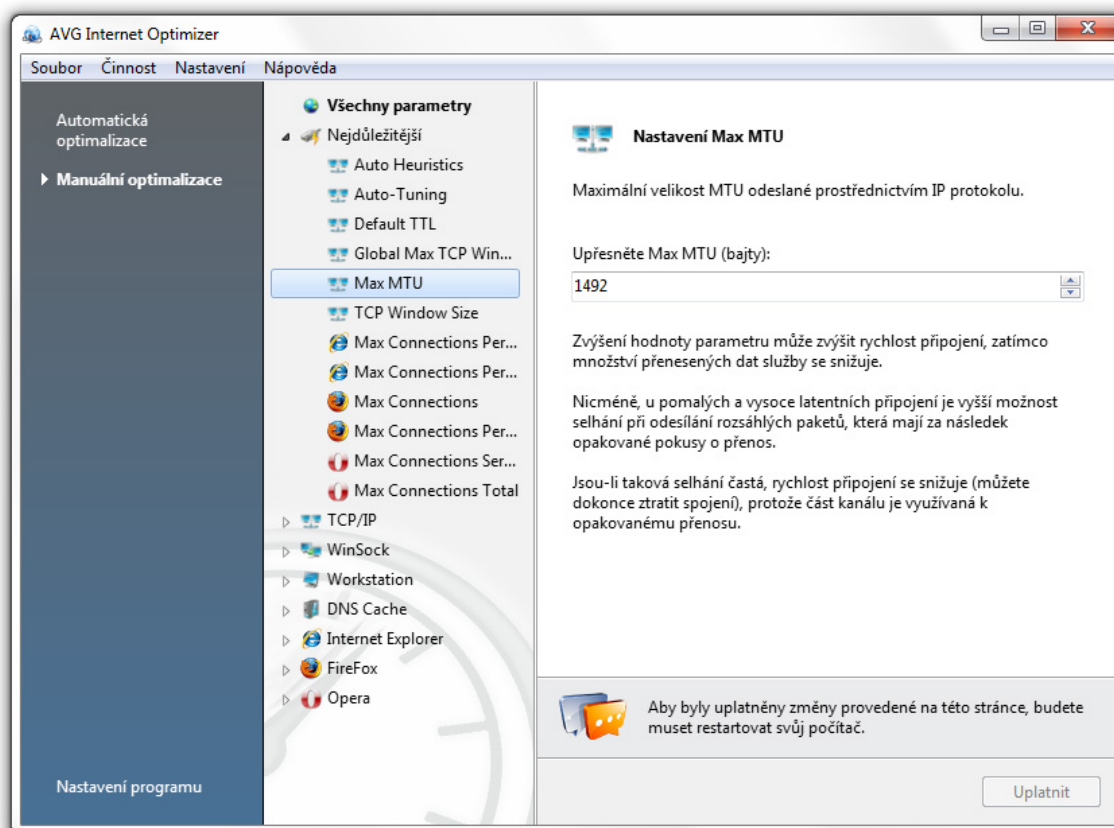 AVG Internet Optimizer
Soubor Činnost Nastavení Nápověda
Automatická
optimalizace
Manuální optimalizace
Nastavení programu
Všechny parametry
Nejdůležitější
Auto Heuristics
Auto-Tuning
Default TTL
Global Max TCP Win...
Max MTU
TCP Window Size
Max Connections Per...
Max Connections Per...
Max Connections
Max Connections Per...
Max Connections Ser...
Max Connections Total
TCP/IP
WinSock
Workstation
DNS Cache
Internet Explorer
FireFox
Opera
Nastavení Max MTU
Maximální velikost MTU odeslané prostřednictvím IP protokolu.
Upřesněte Max MTU (bajty):
1492
Zvýšení hodnoty parametru může zvýšit rychlost připojení, zatímco
množství přenesených dat služby se snižuje.
Nicméně, u pomalých a vysoce latentních připojení je vyšší možnost
selhání při odesílání rozsáhlých paketů, která mají za následek
opakované pokusy o přenos.
Jsou-li taková selhání častá, rychlost připojení se snižuje (můžete
dokonce ztratit spojení), protože část kanálu je využívaná k
opakovanému přenosu.
Aby byly uplatněny změny provedené na této stránce, budete
muset restartovat svůj počítač.
Uplatnit